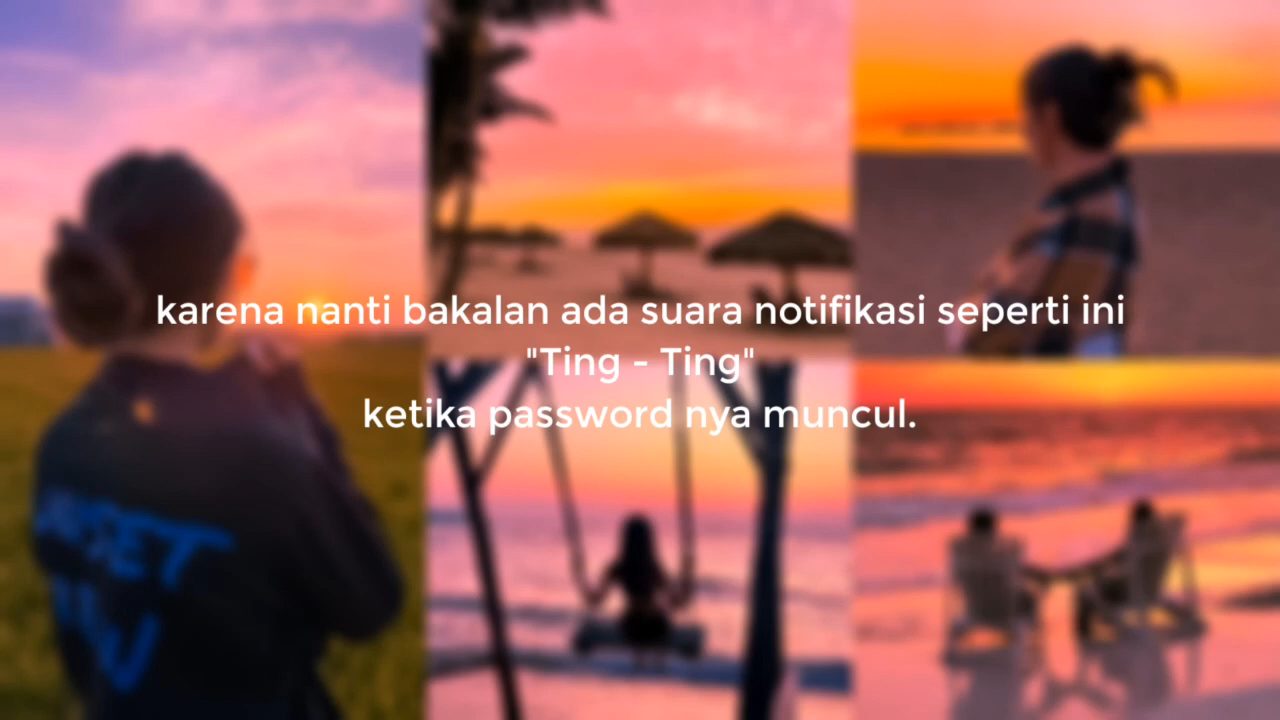 karena nanti bakalan ada suara notifikasi seperti ini
"Ting - Ting"
ketika password nya muncul.